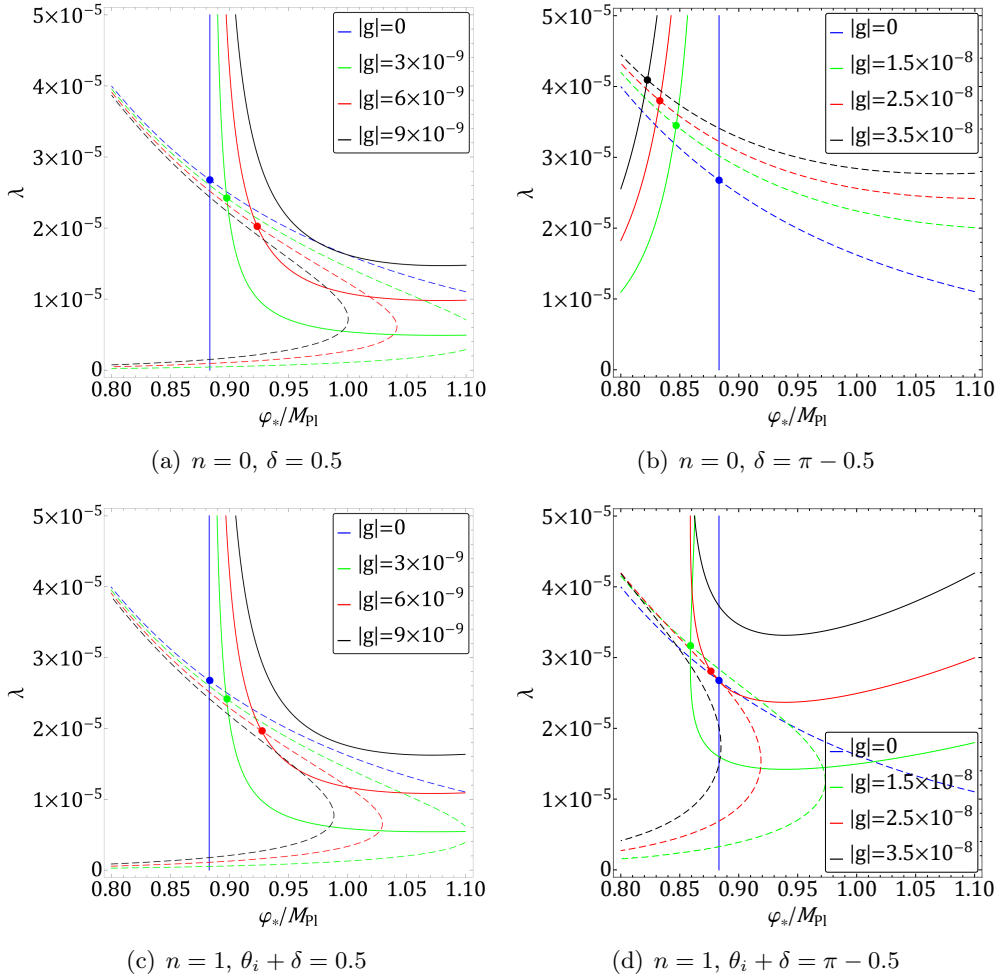 5×10⁻⁵
4×10⁻⁵
3×10⁻⁵
2×10⁻⁵
1×10⁻⁵
0
λ
0.80 0.85 0.90 0.95 1.00 1.05 1.10
φ*/M_Pl
|g|=0
|g|=3×10⁻⁹
|g|=6×10⁻⁹
|g|=9×10⁻⁹
(a) n = 0, δ = 0.5
5×10⁻⁵
4×10⁻⁵
3×10⁻⁵
2×10⁻⁵
1×10⁻⁵
0
λ
0.80 0.85 0.90 0.95 1.00 1.05 1.10
φ*/M_Pl
|g|=0
|g|=1.5×10⁻⁸
|g|=2.5×10⁻⁸
|g|=3.5×10⁻⁸
(b) n = 0, δ = π − 0.5
5×10⁻⁵
4×10⁻⁵
3×10⁻⁵
2×10⁻⁵
1×10⁻⁵
0
λ
0.80 0.85 0.90 0.95 1.00 1.05 1.10
φ*/M_Pl
|g|=0
|g|=3×10⁻⁹
|g|=6×10⁻⁹
|g|=9×10⁻⁹
(c) n = 1, θᵢ + δ = 0.5
5×10⁻⁵
4×10⁻⁵
3×10⁻⁵
2×10⁻⁵
1×10⁻⁵
0
λ
0.80 0.85 0.90 0.95 1.00 1.05 1.10
φ*/M_Pl
|g|=0
|g|=1.5×10⁻⁸
|g|=2.5×10⁻⁸
|g|=3.5×10⁻⁸
(d) n = 1, θᵢ + δ = π − 0.5